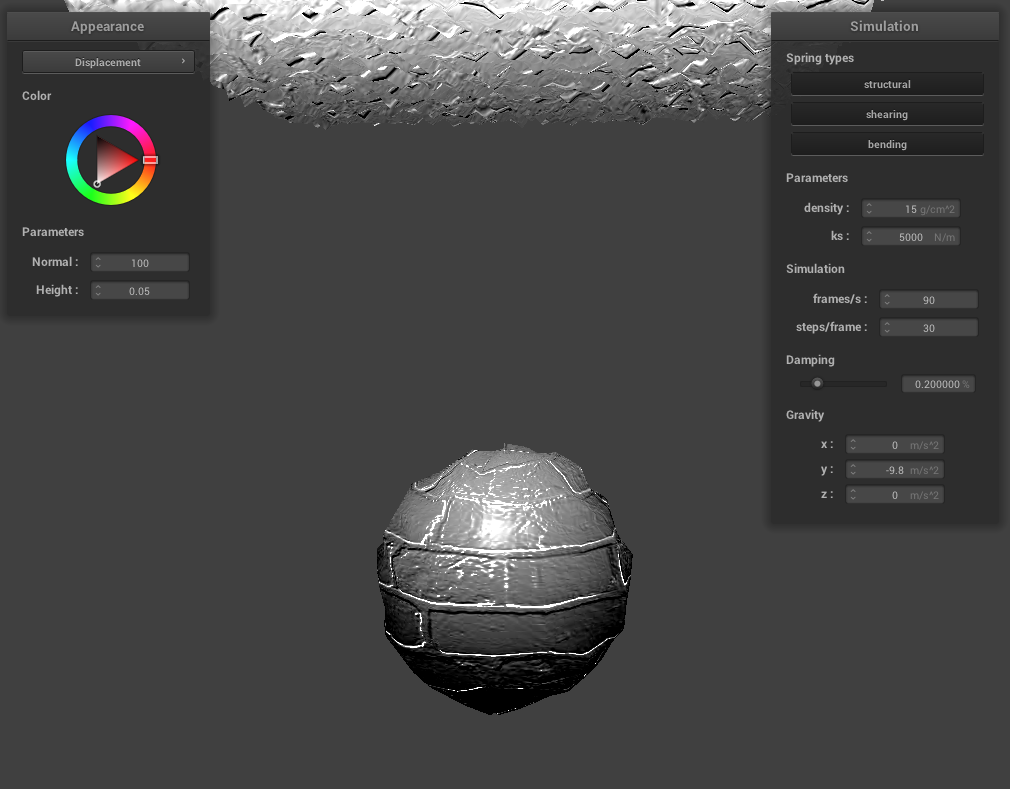 Appearance
Displacement
Color
Parameters
Normal : 100
Height : 0.05
Simulation
Spring types
structural
shearing
bending
Parameters
density : 15 g/cm^2
ks : 5000 N/m
Simulation
frames/s : 90
steps/frame : 30
Damping
0.200000 %
Gravity
x : 0 m/s^2
y : -9.8 m/s^2
z : 0 m/s^2